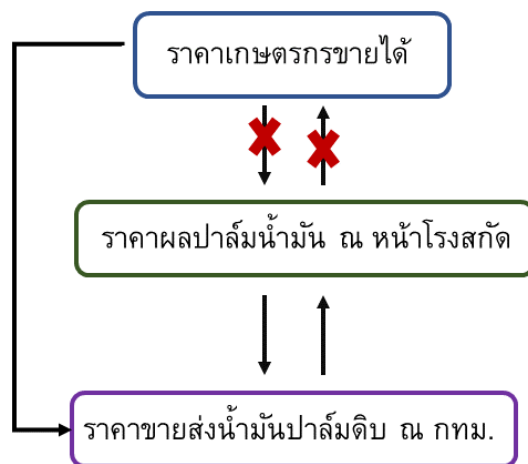 ราคาเกษตรกรขายได้
ราคาผลปาล์มน้ำมัน ณ หน้าโรงสกัด
ราคาขายส่งน้ำมันปาล์มดิบ ณ กทม.